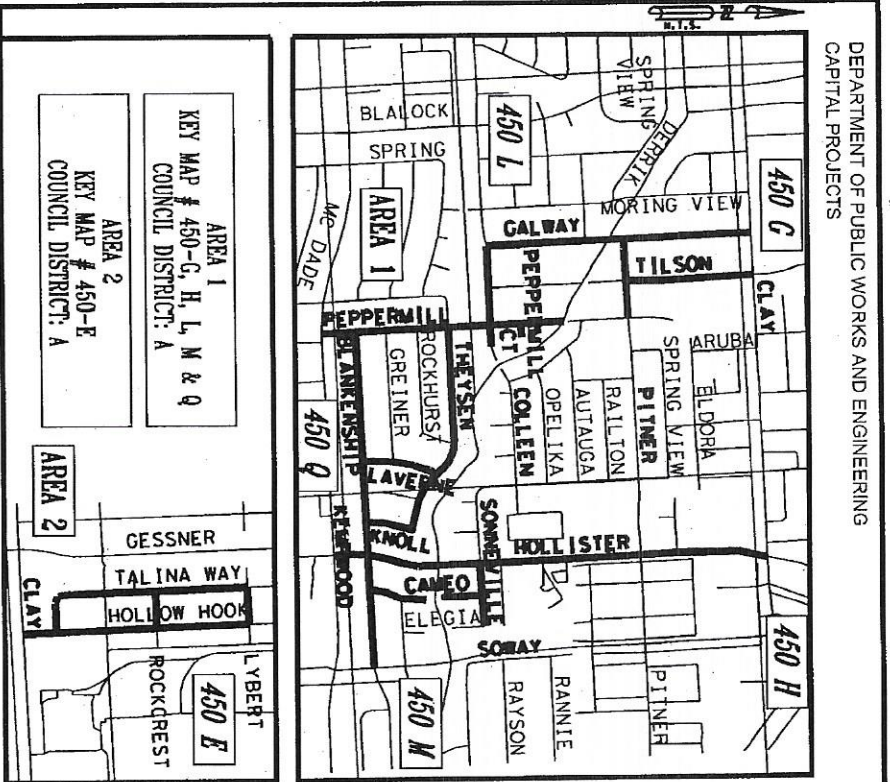 DEPARTMENT OF PUBLIC WORKS AND ENGINEERING
CAPITAL PROJECTS
N
N.T.S.
450 G
CLAY
450 H
SPRING
VIEW
DERRIK
MORING VIEW
TILSON
ARUBA
ELDORA
SPRING VIEW
PITNER
PITNER
RAILTON
AUTAUGA
OPELIKA
COLLEEN
450 L
GALWAY
PEPPERMILL
CT
HOLLISTER
RANNIE
RAYSON
BLALOCK
SPRING
THEYSEN
SONNEVILLE
SOWAY
AREA 1
ROCKHURST
GREINER
LAVERNE
KNOLL
CAMEO
ELEGIA
450 M
MC DADE
PEPPERMILL
BLANKENSHIP
450 Q
KEMPWOOD
AREA 1
KEY MAP # 450-G, H, L, M & Q
COUNCIL DISTRICT: A
AREA 2
KEY MAP # 450-E
COUNCIL DISTRICT: A
AREA 2
GESSNER
TALINA WAY
HOLLOW HOOK
CLAY
ROCKCREST
LYBERT
450 E